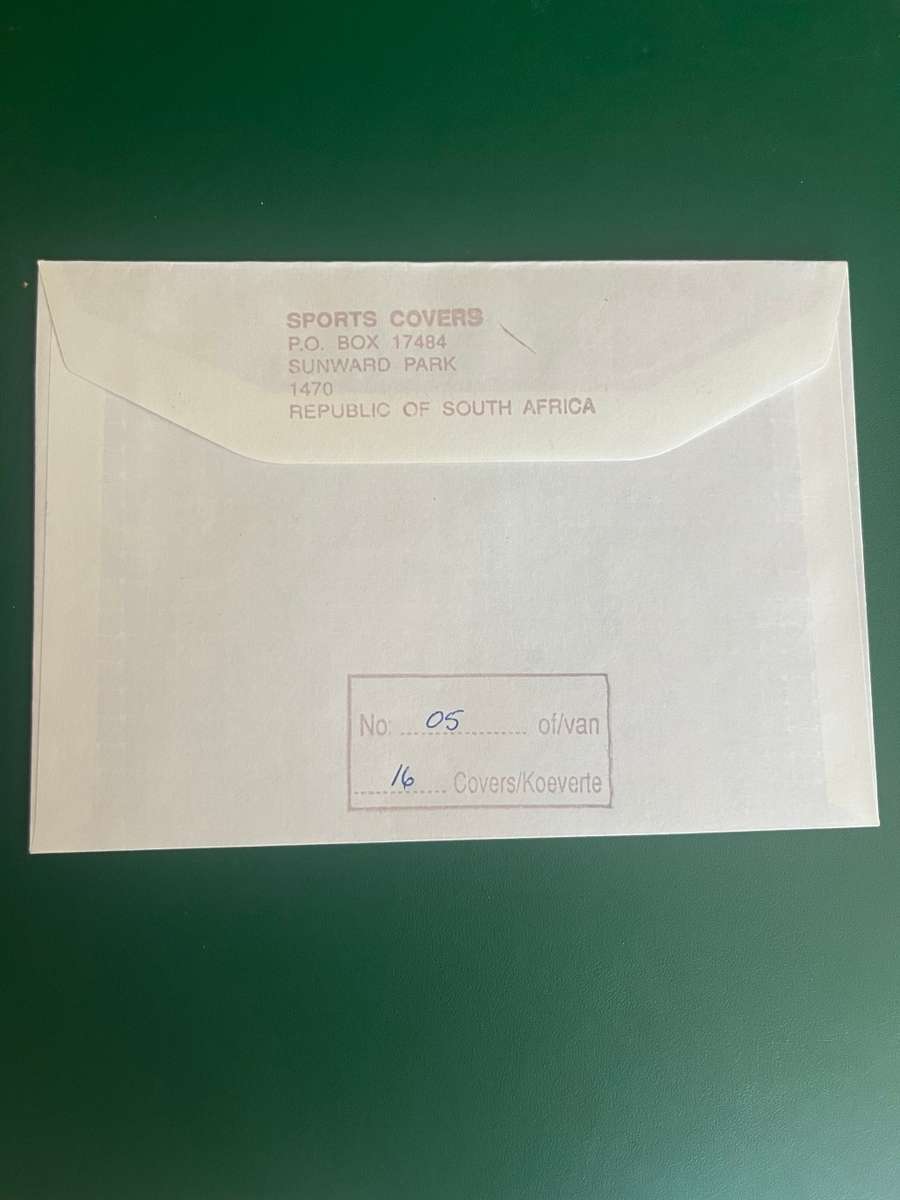 SPORTS COVERS
P.O. BOX 17484
SUNWARD PARK
1470
REPUBLIC OF SOUTH AFRICA
No: 05 of/van
16 Covers/Koeverte